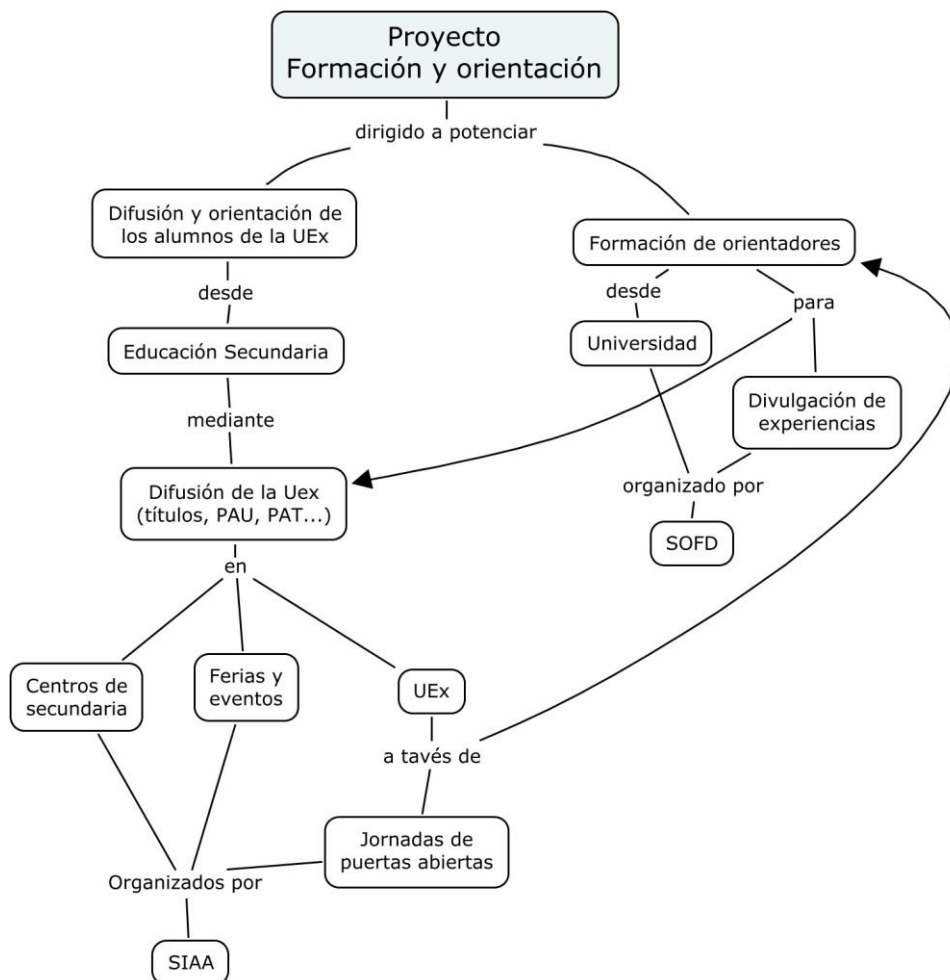 Proyecto
Formación y orientación
dirigido a potenciar
Difusión y orientación de
los alumnos de la UEx
Formación de orientadores
desde
desde
para
Educación Secundaria
Universidad
mediante
Divulgación de
experiencias
Difusión de la Uex
(títulos, PAU, PAT...)
organizado por
SOFD
en
Centros de
secundaria
Ferias y
eventos
UEx
a tavés de
Jornadas de
puertas abiertas
Organizados por
SIAA